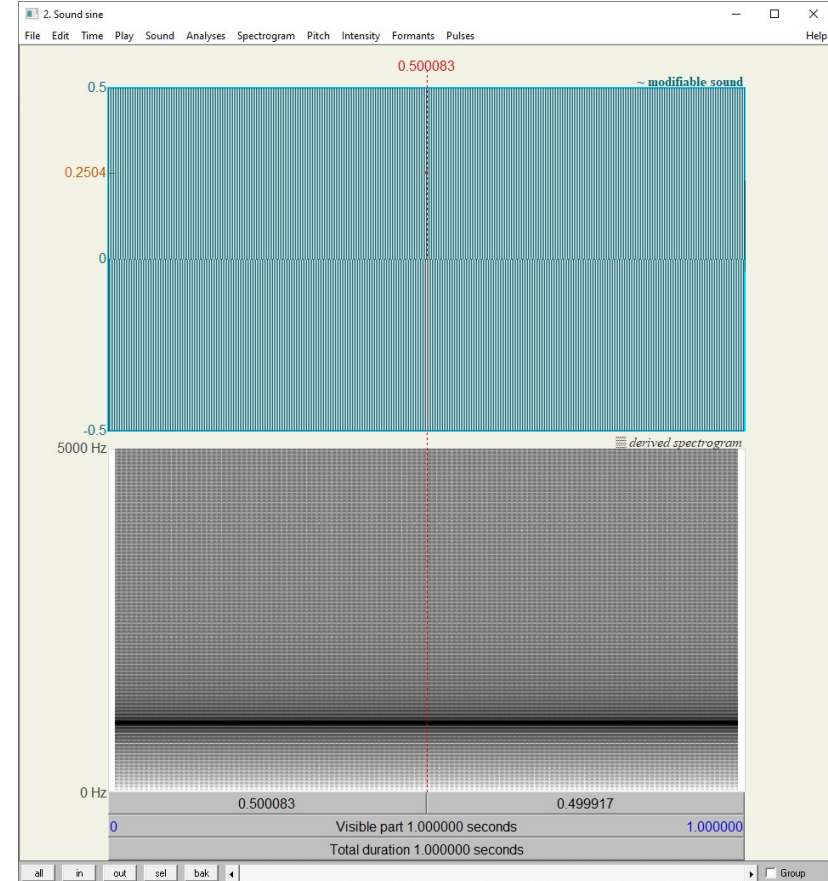 2. Sound sine
File Edit Time Play Sound Analyses Spectrogram Pitch Intensity Formants Pulses Help
0.500083
~ modifiable sound
0.5
0.2504
0
-0.5
derived spectrogram
5000 Hz
0 Hz
0.500083 0.499917
0 Visible part 1.000000 seconds 1.000000
Total duration 1.000000 seconds
all in out sel bak Group